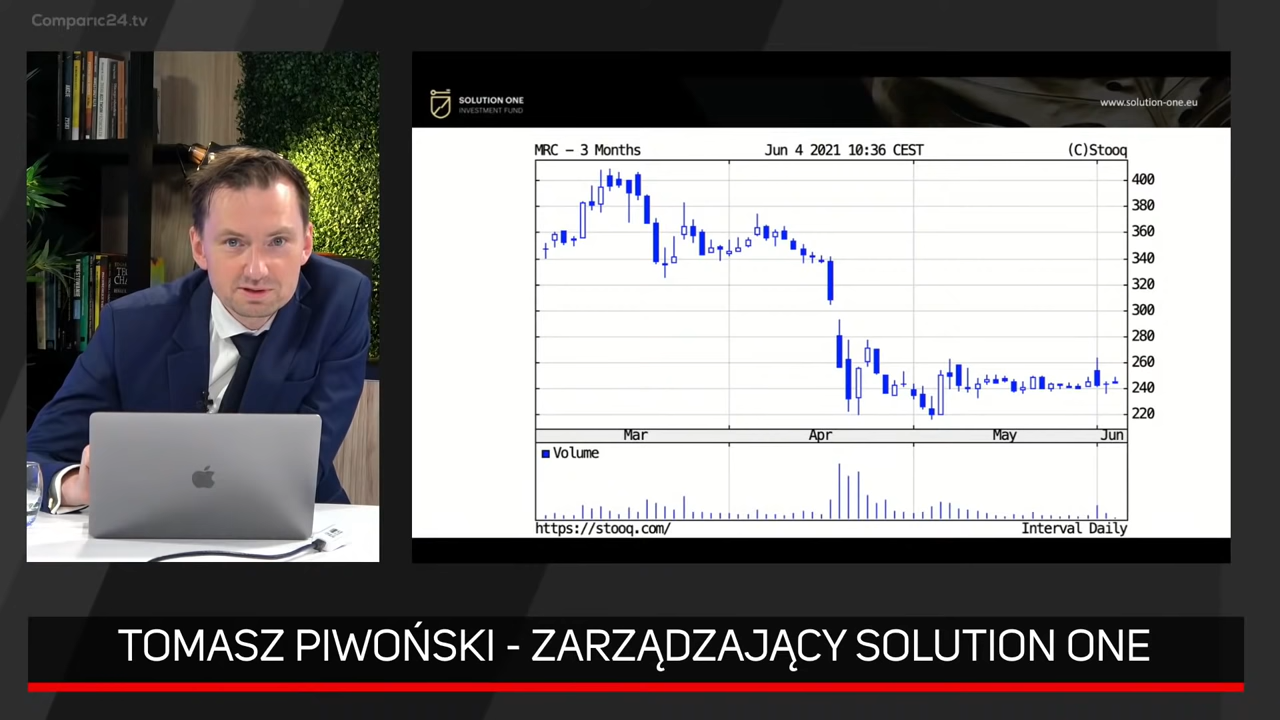 Comparic24.tv
SOLUTION ONE
INVESTMENT FUND
www.solution-one.eu
MRC – 3 Months
Jun 4 2021 10:36 CEST
(C)Stooq
400
380
360
340
320
300
280
260
240
220
Mar
Apr
May
Jun
Volume
https://stooq.com/
Interval Daily
TOMASZ PIWOŃSKI - ZARZĄDZAJĄCY SOLUTION ONE